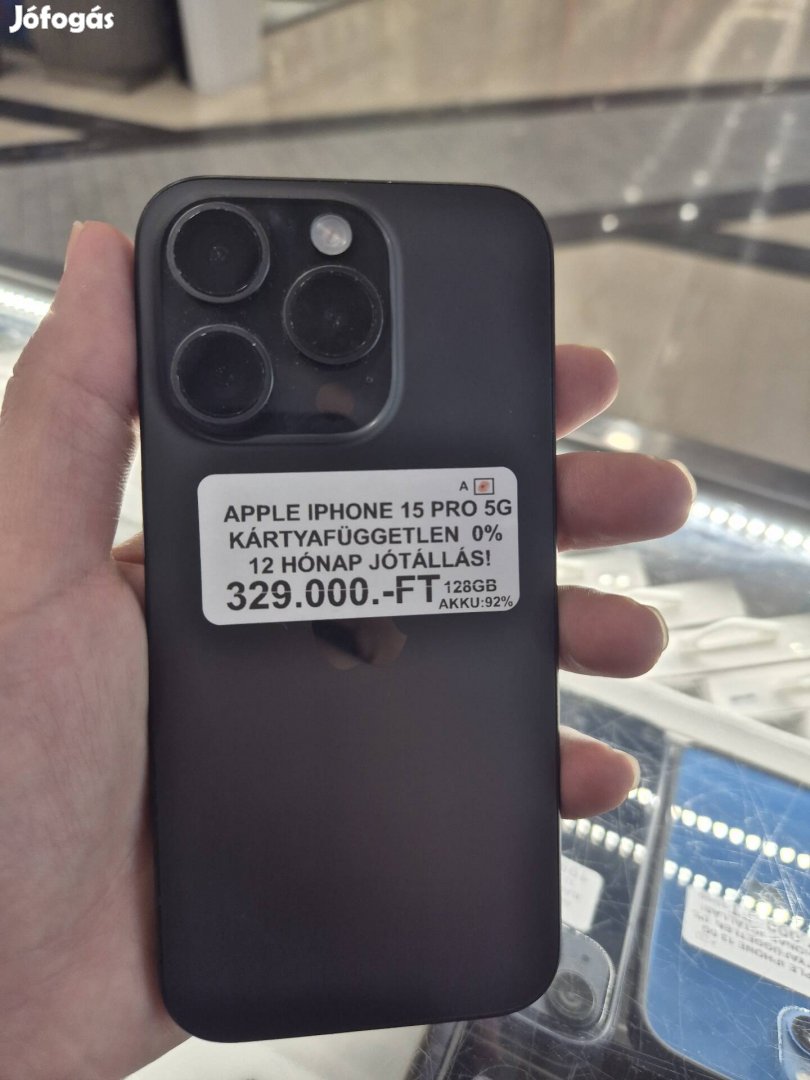 Jófogás
A
APPLE IPHONE 15 PRO 5G
KÁRTYAFÜGGETLEN 0%
12 HÓNAP JÓTÁLLÁS!
329.000.-FT 128GB
AKKU:92%